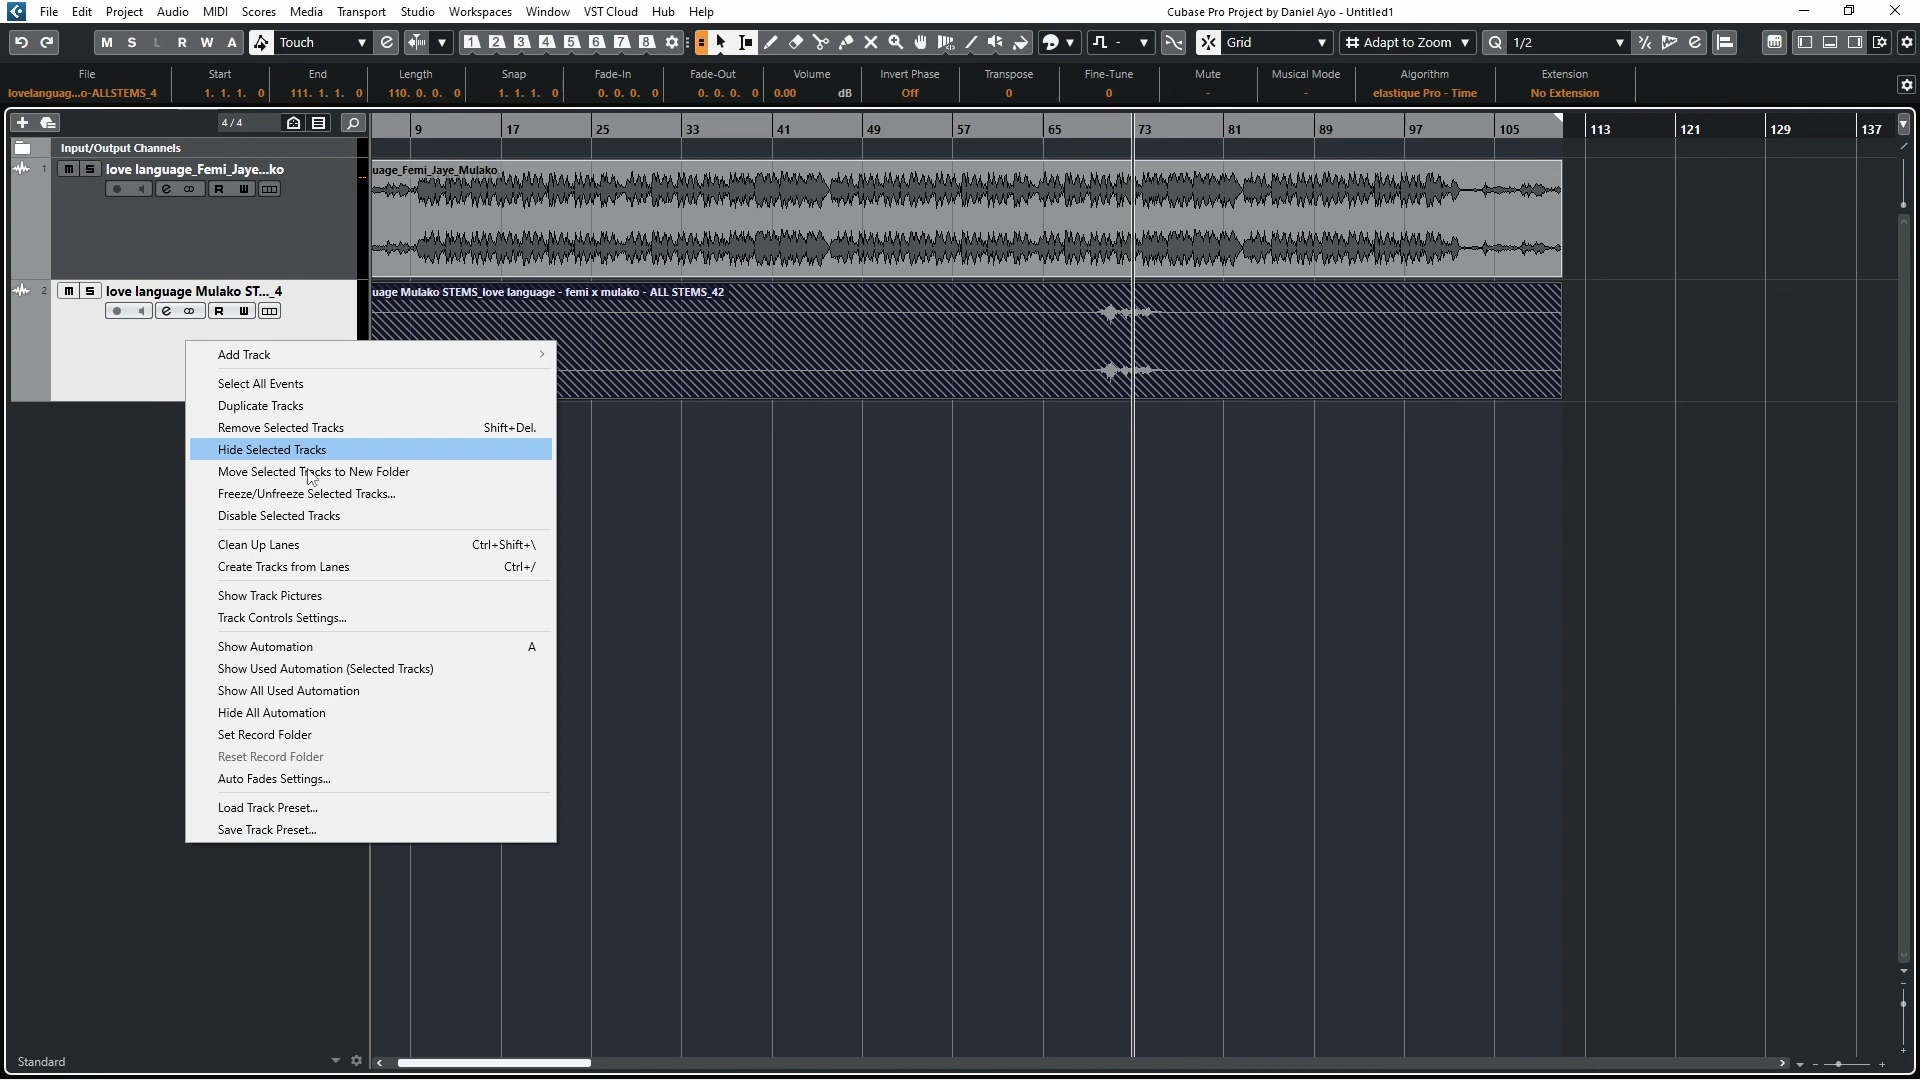 File Edit Project Audio MIDI Scores Media Transport Studio Workspaces Window VST Cloud Hub Help Cubase Pro Project by Daniel Ayo - Untitled1
M S L R W A Touch 1 2 3 4 5 6 7 8 Grid Adapt to Zoom Q 1/2
File Start End Length Snap Fade-In Fade-Out Volume Invert Phase Transpose Fine-Tune Mute Musical Mode Algorithm Extension
lovelanguag...o-ALLSTEMS_4 1. 1. 1. 0 111. 1. 1. 0 110. 0. 0. 0 1. 1. 1. 0 0. 0. 0. 0 0. 0. 0. 0 0.00 dB Off 0 0 - - elastique Pro - Time No Extension
4 / 4 9 17 25 33 41 49 57 65 73 81 89 97 105 113 121 129 137
Input/Output Channels
1 m S love language_Femi_Jaye...ko uage_Femi_Jaye_Mulako
e R W
2 m S love language Mulako ST..._4 uage Mulako STEMS_love language - femi x mulako - ALL STEMS_42
e R W
Add Track
Select All Events
Duplicate Tracks
Remove Selected Tracks Shift+Del.
Hide Selected Tracks
Move Selected Tracks to New Folder
Freeze/Unfreeze Selected Tracks...
Disable Selected Tracks
Clean Up Lanes Ctrl+Shift+\
Create Tracks from Lanes Ctrl+/
Show Track Pictures
Track Controls Settings...
Show Automation A
Show Used Automation (Selected Tracks)
Show All Used Automation
Hide All Automation
Set Record Folder
Reset Record Folder
Auto Fades Settings...
Load Track Preset...
Save Track Preset...
Standard